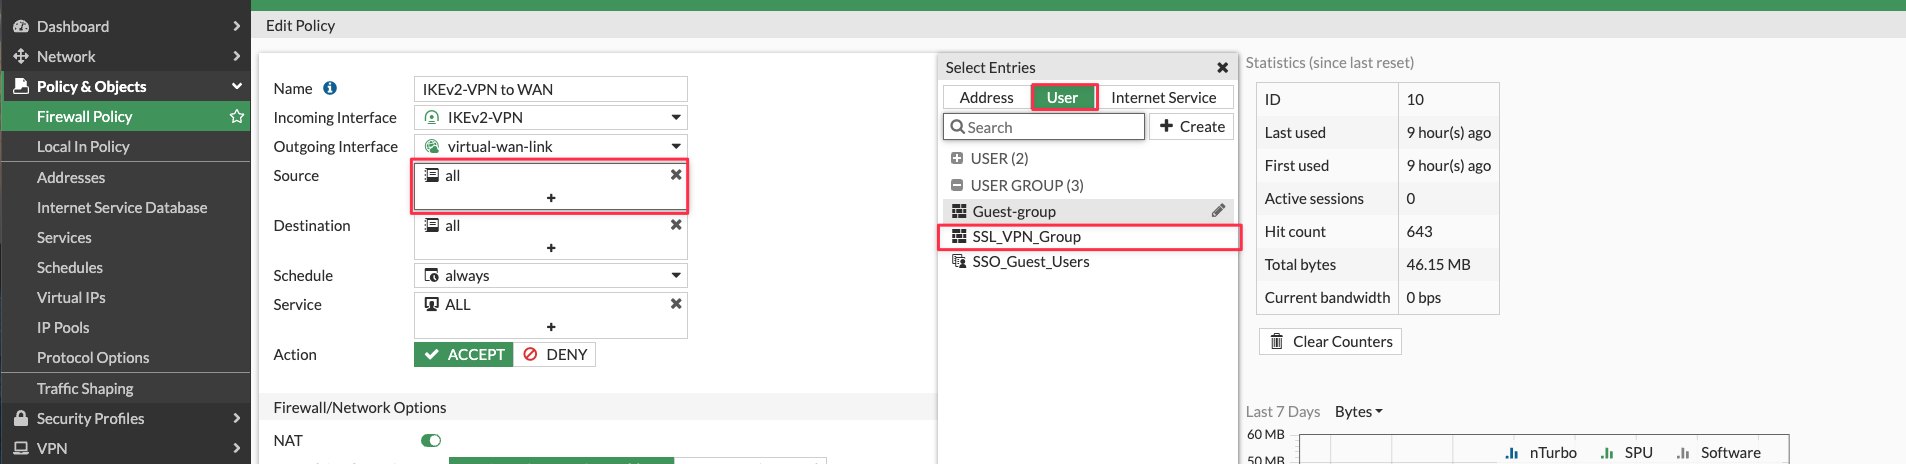 Dashboard
Network
Policy & Objects
Firewall Policy
Local In Policy
Addresses
Internet Service Database
Services
Schedules
Virtual IPs
IP Pools
Protocol Options
Traffic Shaping
Security Profiles
VPN
Edit Policy
Name IKEv2-VPN to WAN
Incoming Interface IKEv2-VPN
Outgoing Interface virtual-wan-link
Source all
+
Destination all
+
Schedule always
Service ALL
+
Action ACCEPT DENY
Firewall/Network Options
NAT
Select Entries
Address User Internet Service
Search + Create
USER (2)
USER GROUP (3)
Guest-group
SSL_VPN_Group
SSO_Guest_Users
Statistics (since last reset)
ID 10
Last used 9 hour(s) ago
First used 9 hour(s) ago
Active sessions 0
Hit count 643
Total bytes 46.15 MB
Current bandwidth 0 bps
Clear Counters
Last 7 Days Bytes
60 MB
50 MB
nTurbo SPU Software